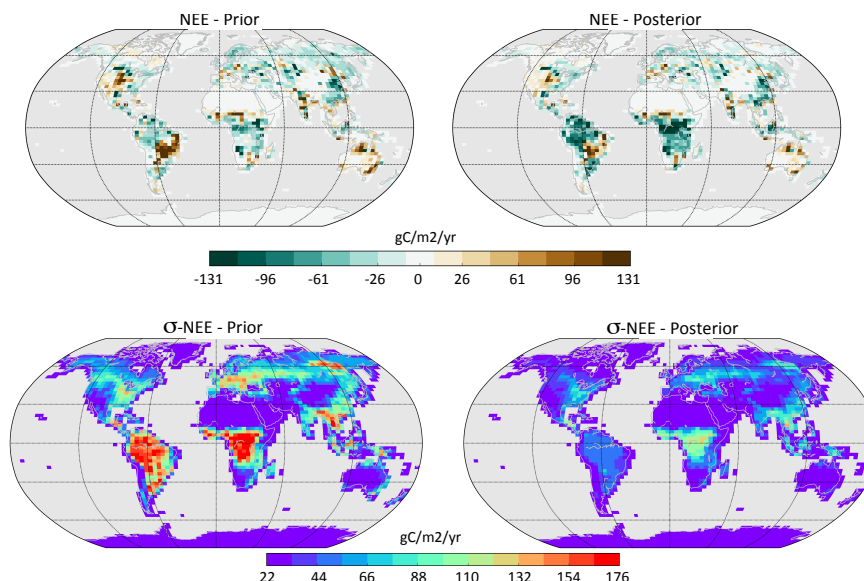 NEE - Prior
NEE - Posterior
gC/m2/yr
-131 -96 -61 -26 0 26 61 96 131
σ-NEE - Prior
σ-NEE - Posterior
gC/m2/yr
22 44 66 88 110 132 154 176